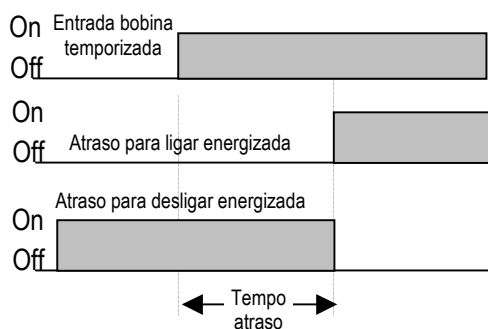 On
Entrada bobina
temporizada
Off
On
Off
Atraso para ligar energizada
Atraso para desligar energizada
On
Off
Tempo
atraso